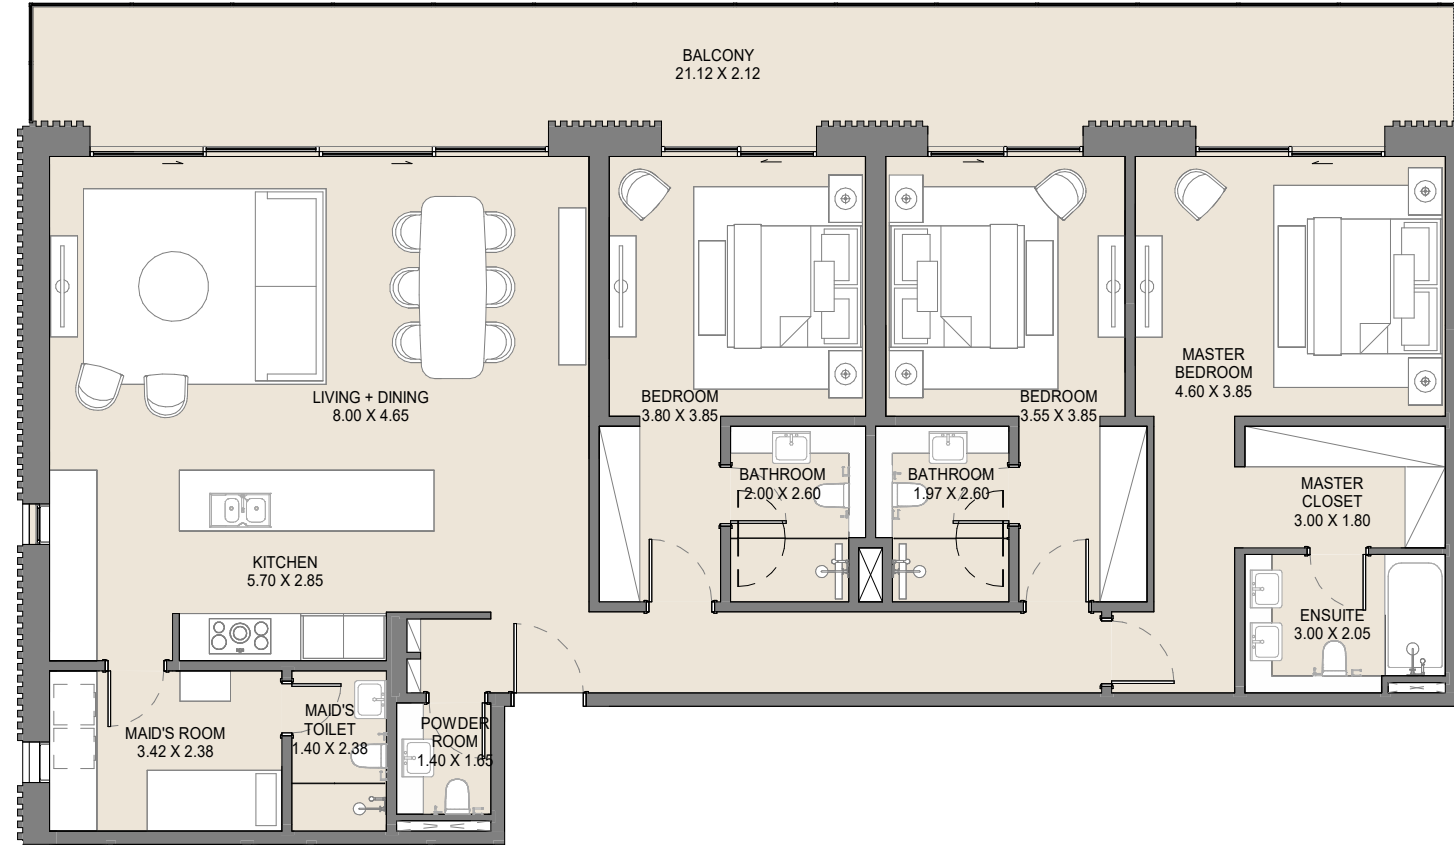 BALCONY
21.12 X 2.12
LIVING + DINING
8.00 X 4.65
BEDROOM
3.80 X 3.85
BEDROOM
3.55 X 3.85
MASTER
BEDROOM
4.60 X 3.85
BATHROOM
2.00 X 2.60
BATHROOM
1.97 X 2.60
MASTER
CLOSET
3.00 X 1.80
KITCHEN
5.70 X 2.85
ENSUITE
3.00 X 2.05
MAID'S ROOM
3.42 X 2.38
MAID'S
TOILET
1.40 X 2.38
POWDER
ROOM
1.40 X 1.65